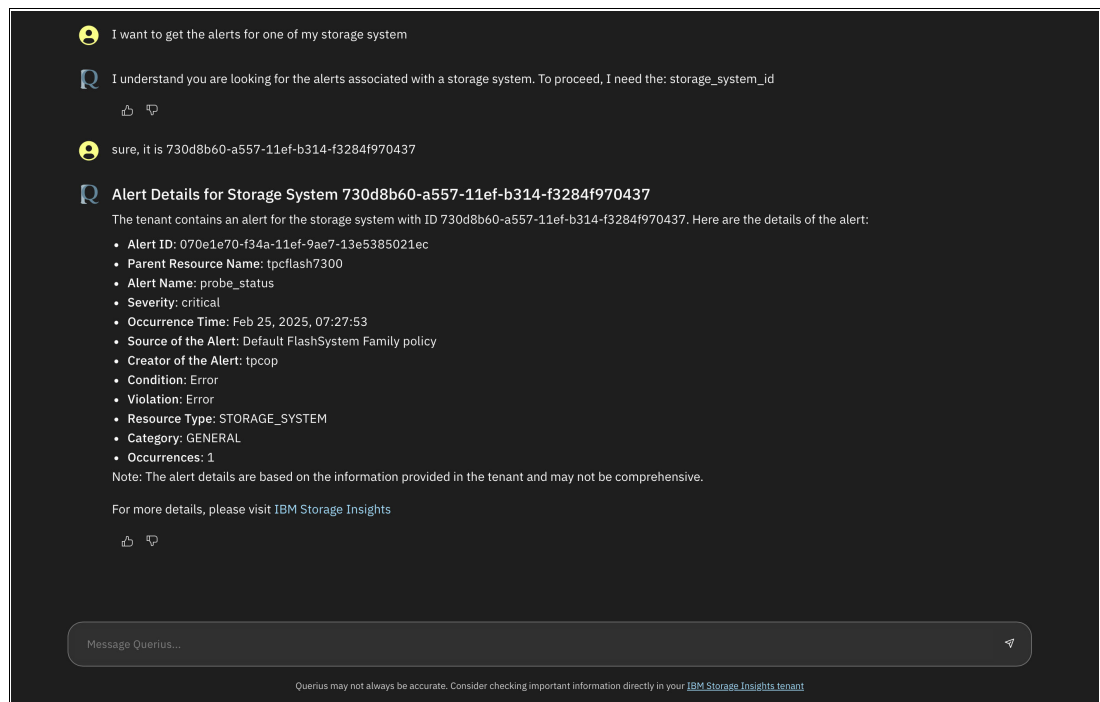 I want to get the alerts for one of my storage system
I understand you are looking for the alerts associated with a storage system. To proceed, I need the: storage_system_id
sure, it is 730d8b60-a557-11ef-b314-f3284f970437
Alert Details for Storage System 730d8b60-a557-11ef-b314-f3284f970437
The tenant contains an alert for the storage system with ID 730d8b60-a557-11ef-b314-f3284f970437. Here are the details of the alert:
• Alert ID: 070e1e70-f34a-11ef-9ae7-13e5385021ec
• Parent Resource Name: tpcflash7300
• Alert Name: probe_status
• Severity: critical
• Occurrence Time: Feb 25, 2025, 07:27:53
• Source of the Alert: Default FlashSystem Family policy
• Creator of the Alert: tpcop
• Condition: Error
• Violation: Error
• Resource Type: STORAGE_SYSTEM
• Category: GENERAL
• Occurrences: 1
Note: The alert details are based on the information provided in the tenant and may not be comprehensive.
For more details, please visit IBM Storage Insights
Message Querius...
Querius may not always be accurate. Consider checking important information directly in your IBM Storage Insights tenant